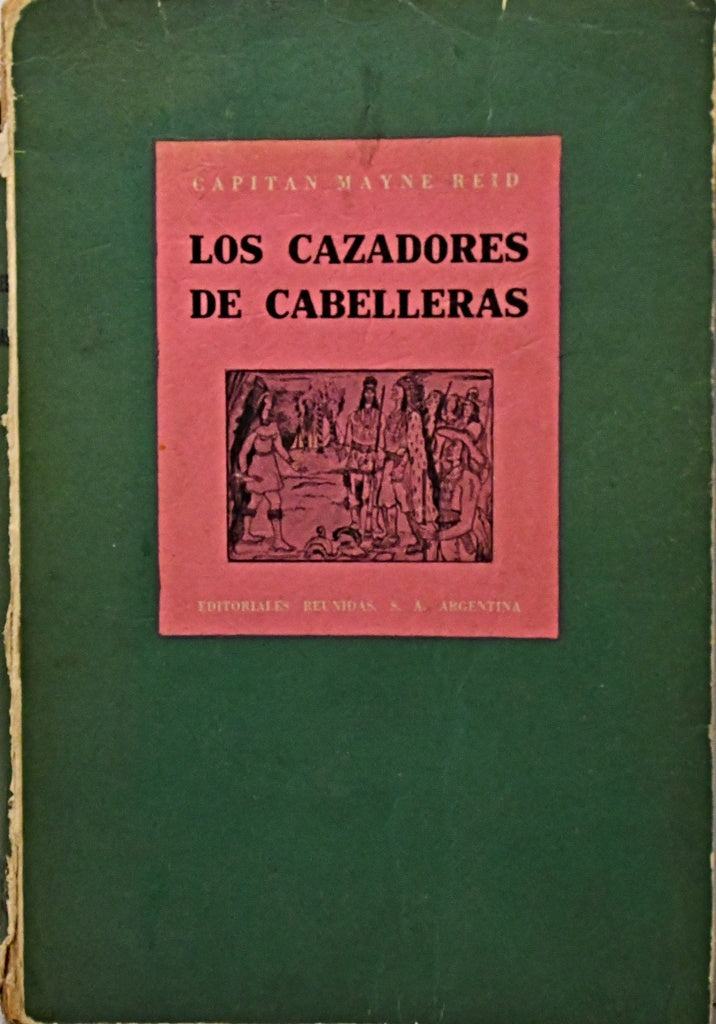 CAPITAN MAYNE REID
LOS CAZADORES
DE CABELLERAS
EDITORIALES REUNIDAS, S. A. ARGENTINA